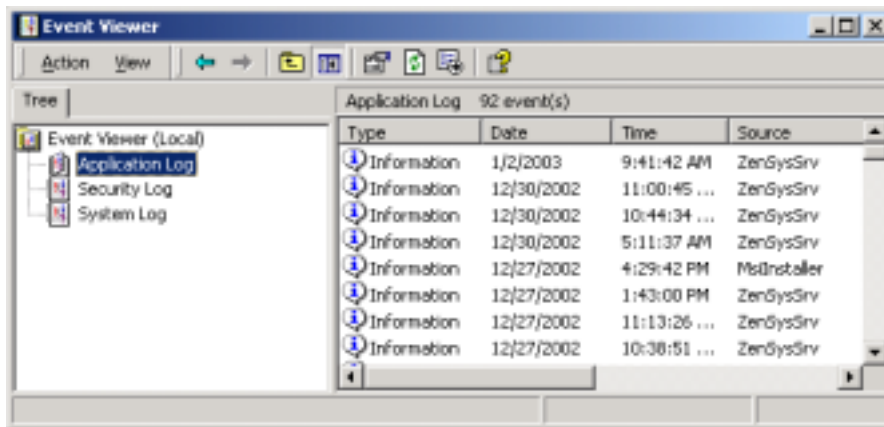 Event Viewer
Action View
Tree
Application Log 92 event(s)
Event Viewer (Local)
Application Log
Security Log
System Log
Type Date Time Source
Information 1/2/2003 9:41:42 AM ZenSysSrv
Information 12/30/2002 11:00:45 ... ZenSysSrv
Information 12/30/2002 10:44:34 ... ZenSysSrv
Information 12/30/2002 5:11:37 AM ZenSysSrv
Information 12/27/2002 4:29:42 PM MsiInstaller
Information 12/27/2002 1:43:00 PM ZenSysSrv
Information 12/27/2002 11:13:26 ... ZenSysSrv
Information 12/27/2002 10:38:51 ... ZenSysSrv